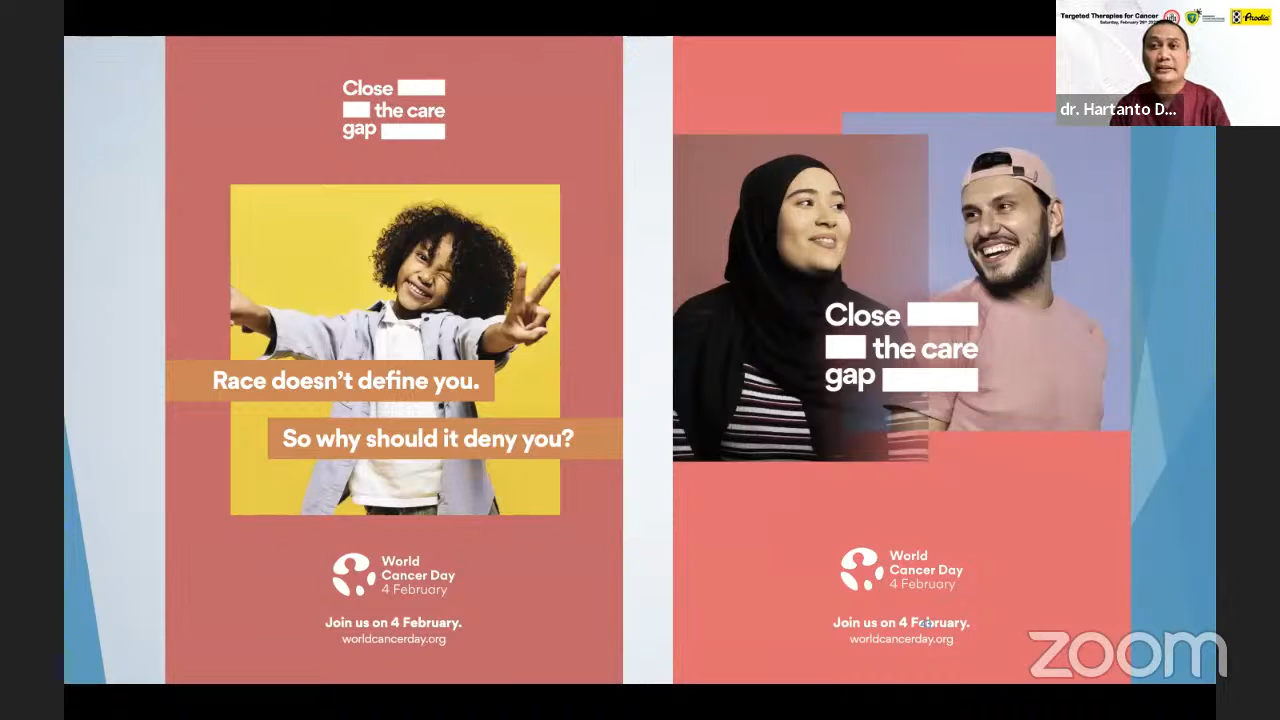 Close
the care
gap
Race doesn't define you.
So why should it deny you?
World
Cancer Day
4 February
Join us on 4 February.
worldcancerday.org
Close
the care
gap
World
Cancer Day
4 February
Join us on 4 February.
worldcancerday.org
Targeted Therapies for Cancer
Prodia
dr. Hartanto D...
zoom